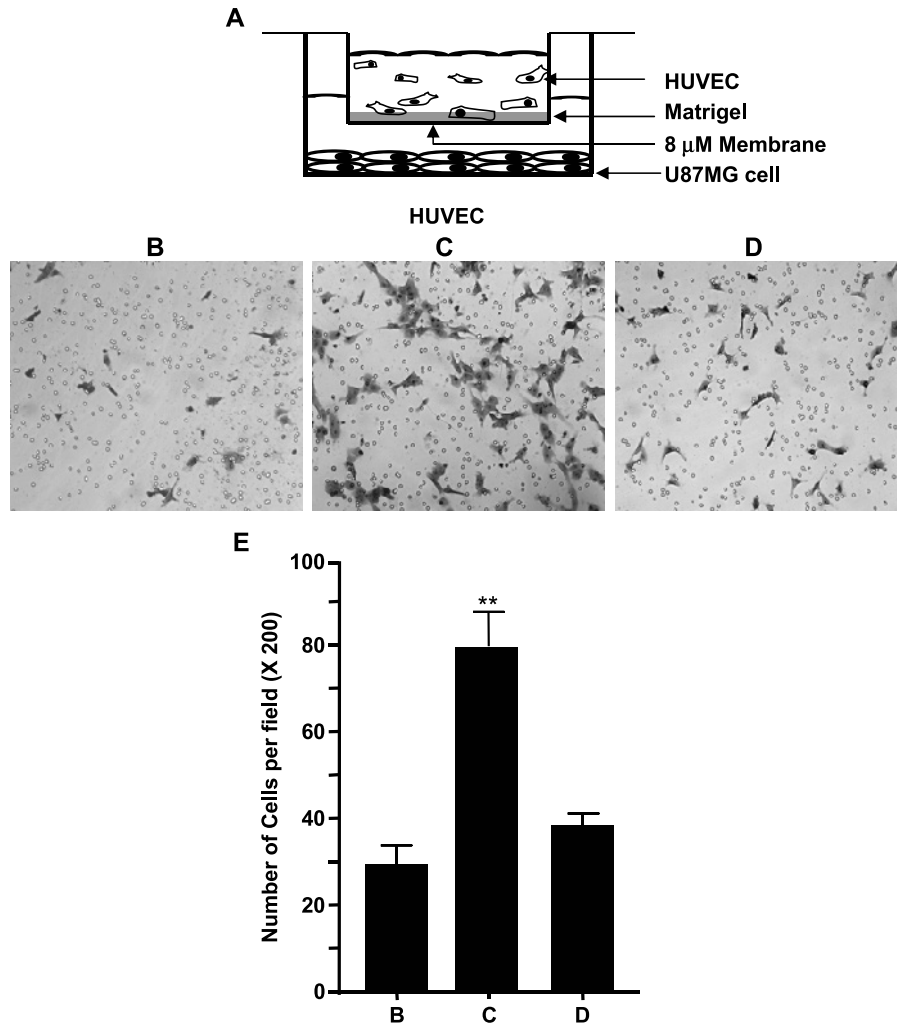 A
HUVEC
Matrigel
8 μM Membrane
U87MG cell
HUVEC
B
C
D
E
100
80
60
40
20
0
Number of Cells per field (X 200)
**
B
C
D